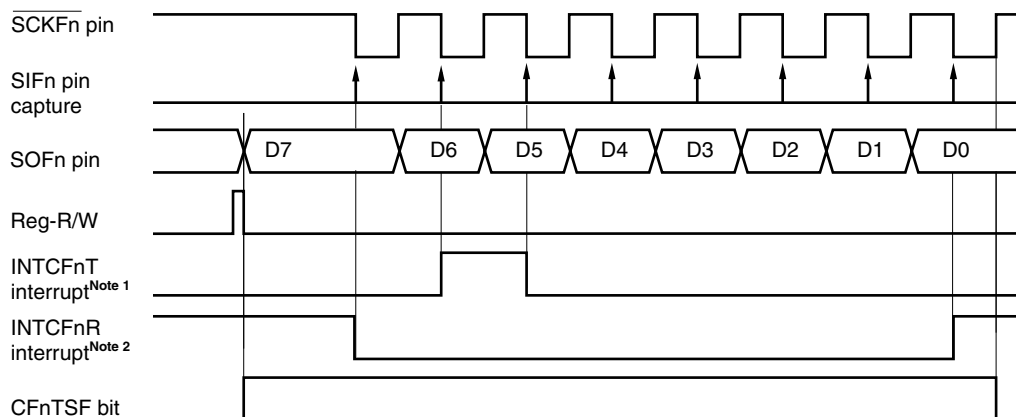 SCKFn pin
SIFn pin
capture
SOFn pin
D7 D6 D5 D4 D3 D2 D1 D0
Reg-R/W
INTCFnT
interruptNote 1
INTCFnR
interruptNote 2
CFnTSF bit